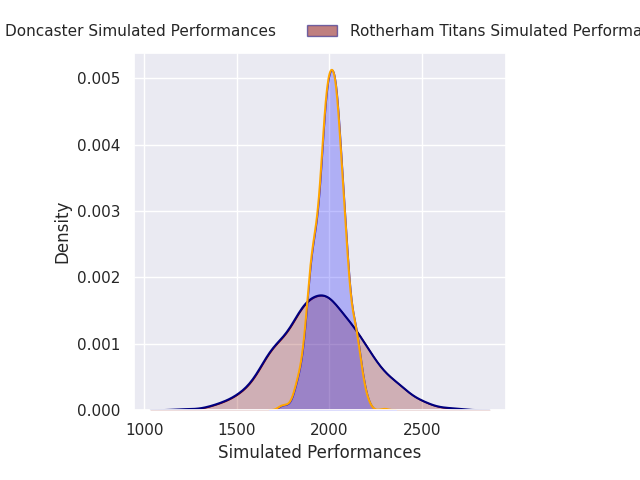 Doncaster Simulated Performances
Rotherham Titans Simulated
0.005
0.004
0.003
0.002
0.001
0.000
Density
1000
1500
2000
2500
Simulated Performances